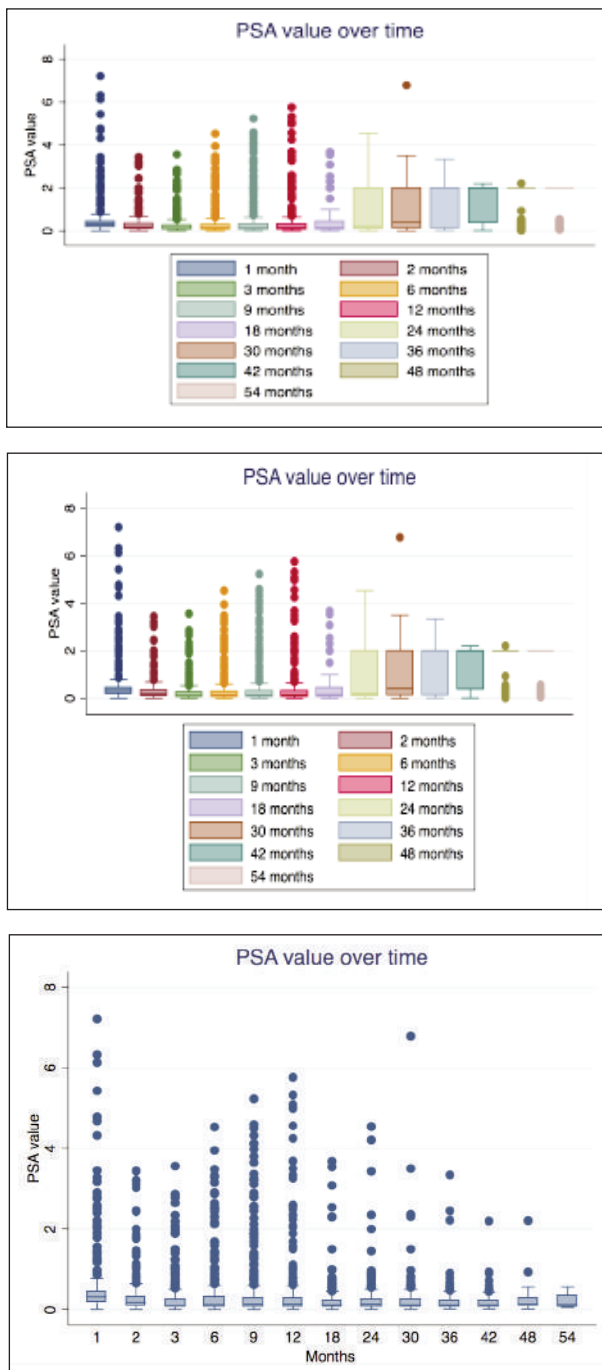 PSA value over time
8
6
4
2
0
PSA value
1 month 2 months
3 months 6 months
9 months 12 months
18 months 24 months
30 months 36 months
42 months 48 months
54 months
PSA value over time
8
6
4
2
0
PSA value
1 month 2 months
3 months 6 months
9 months 12 months
18 months 24 months
30 months 36 months
42 months 48 months
54 months
PSA value over time
8
6
4
2
0
PSA value
1 2 3 6 9 12 18 24 30 36 42 48 54
Months